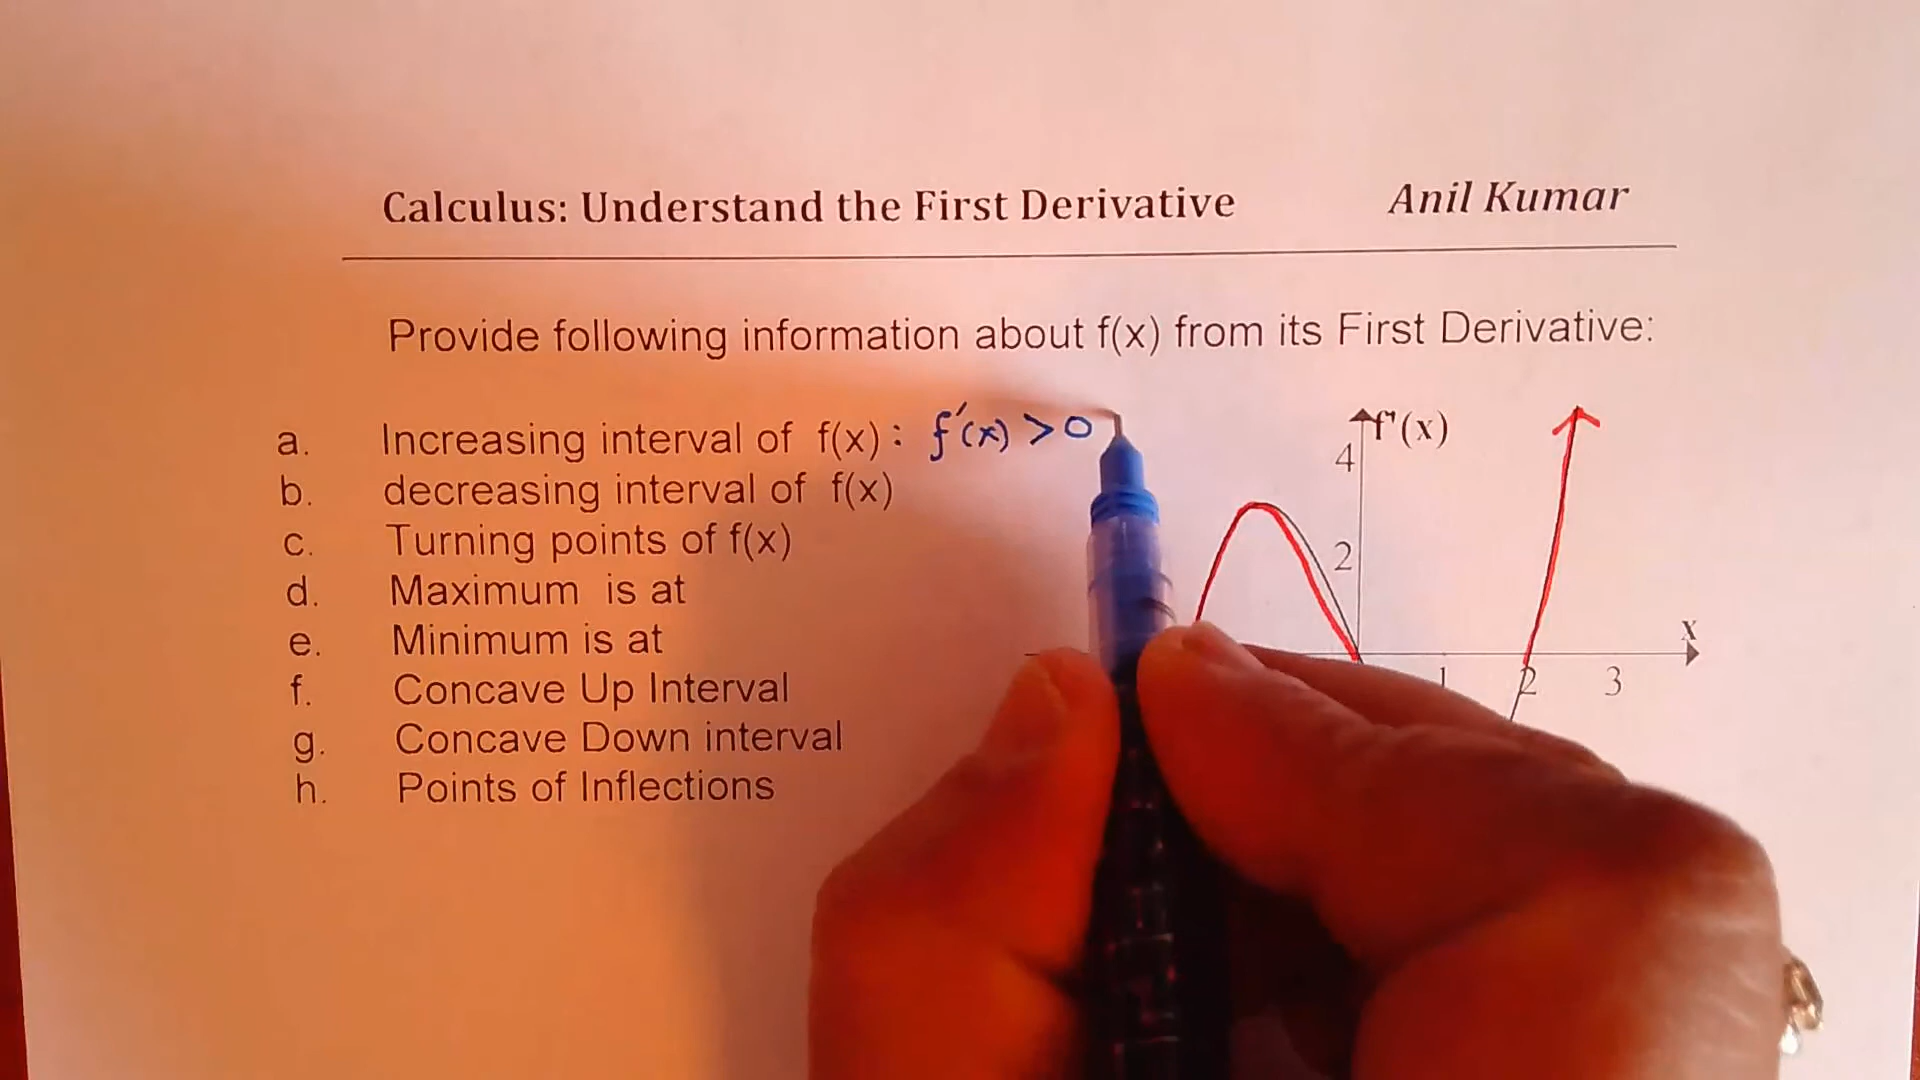 Calculus: Understand the First Derivative Anil Kumar
Provide following information about f(x) from its First Derivative:
a. Increasing interval of f(x) : f′(x) > 0
b. decreasing interval of f(x)
c. Turning points of f(x)
d. Maximum is at
e. Minimum is at
f. Concave Up Interval
g. Concave Down interval
h. Points of Inflections
f'(x)
4
2
x
1 2 3